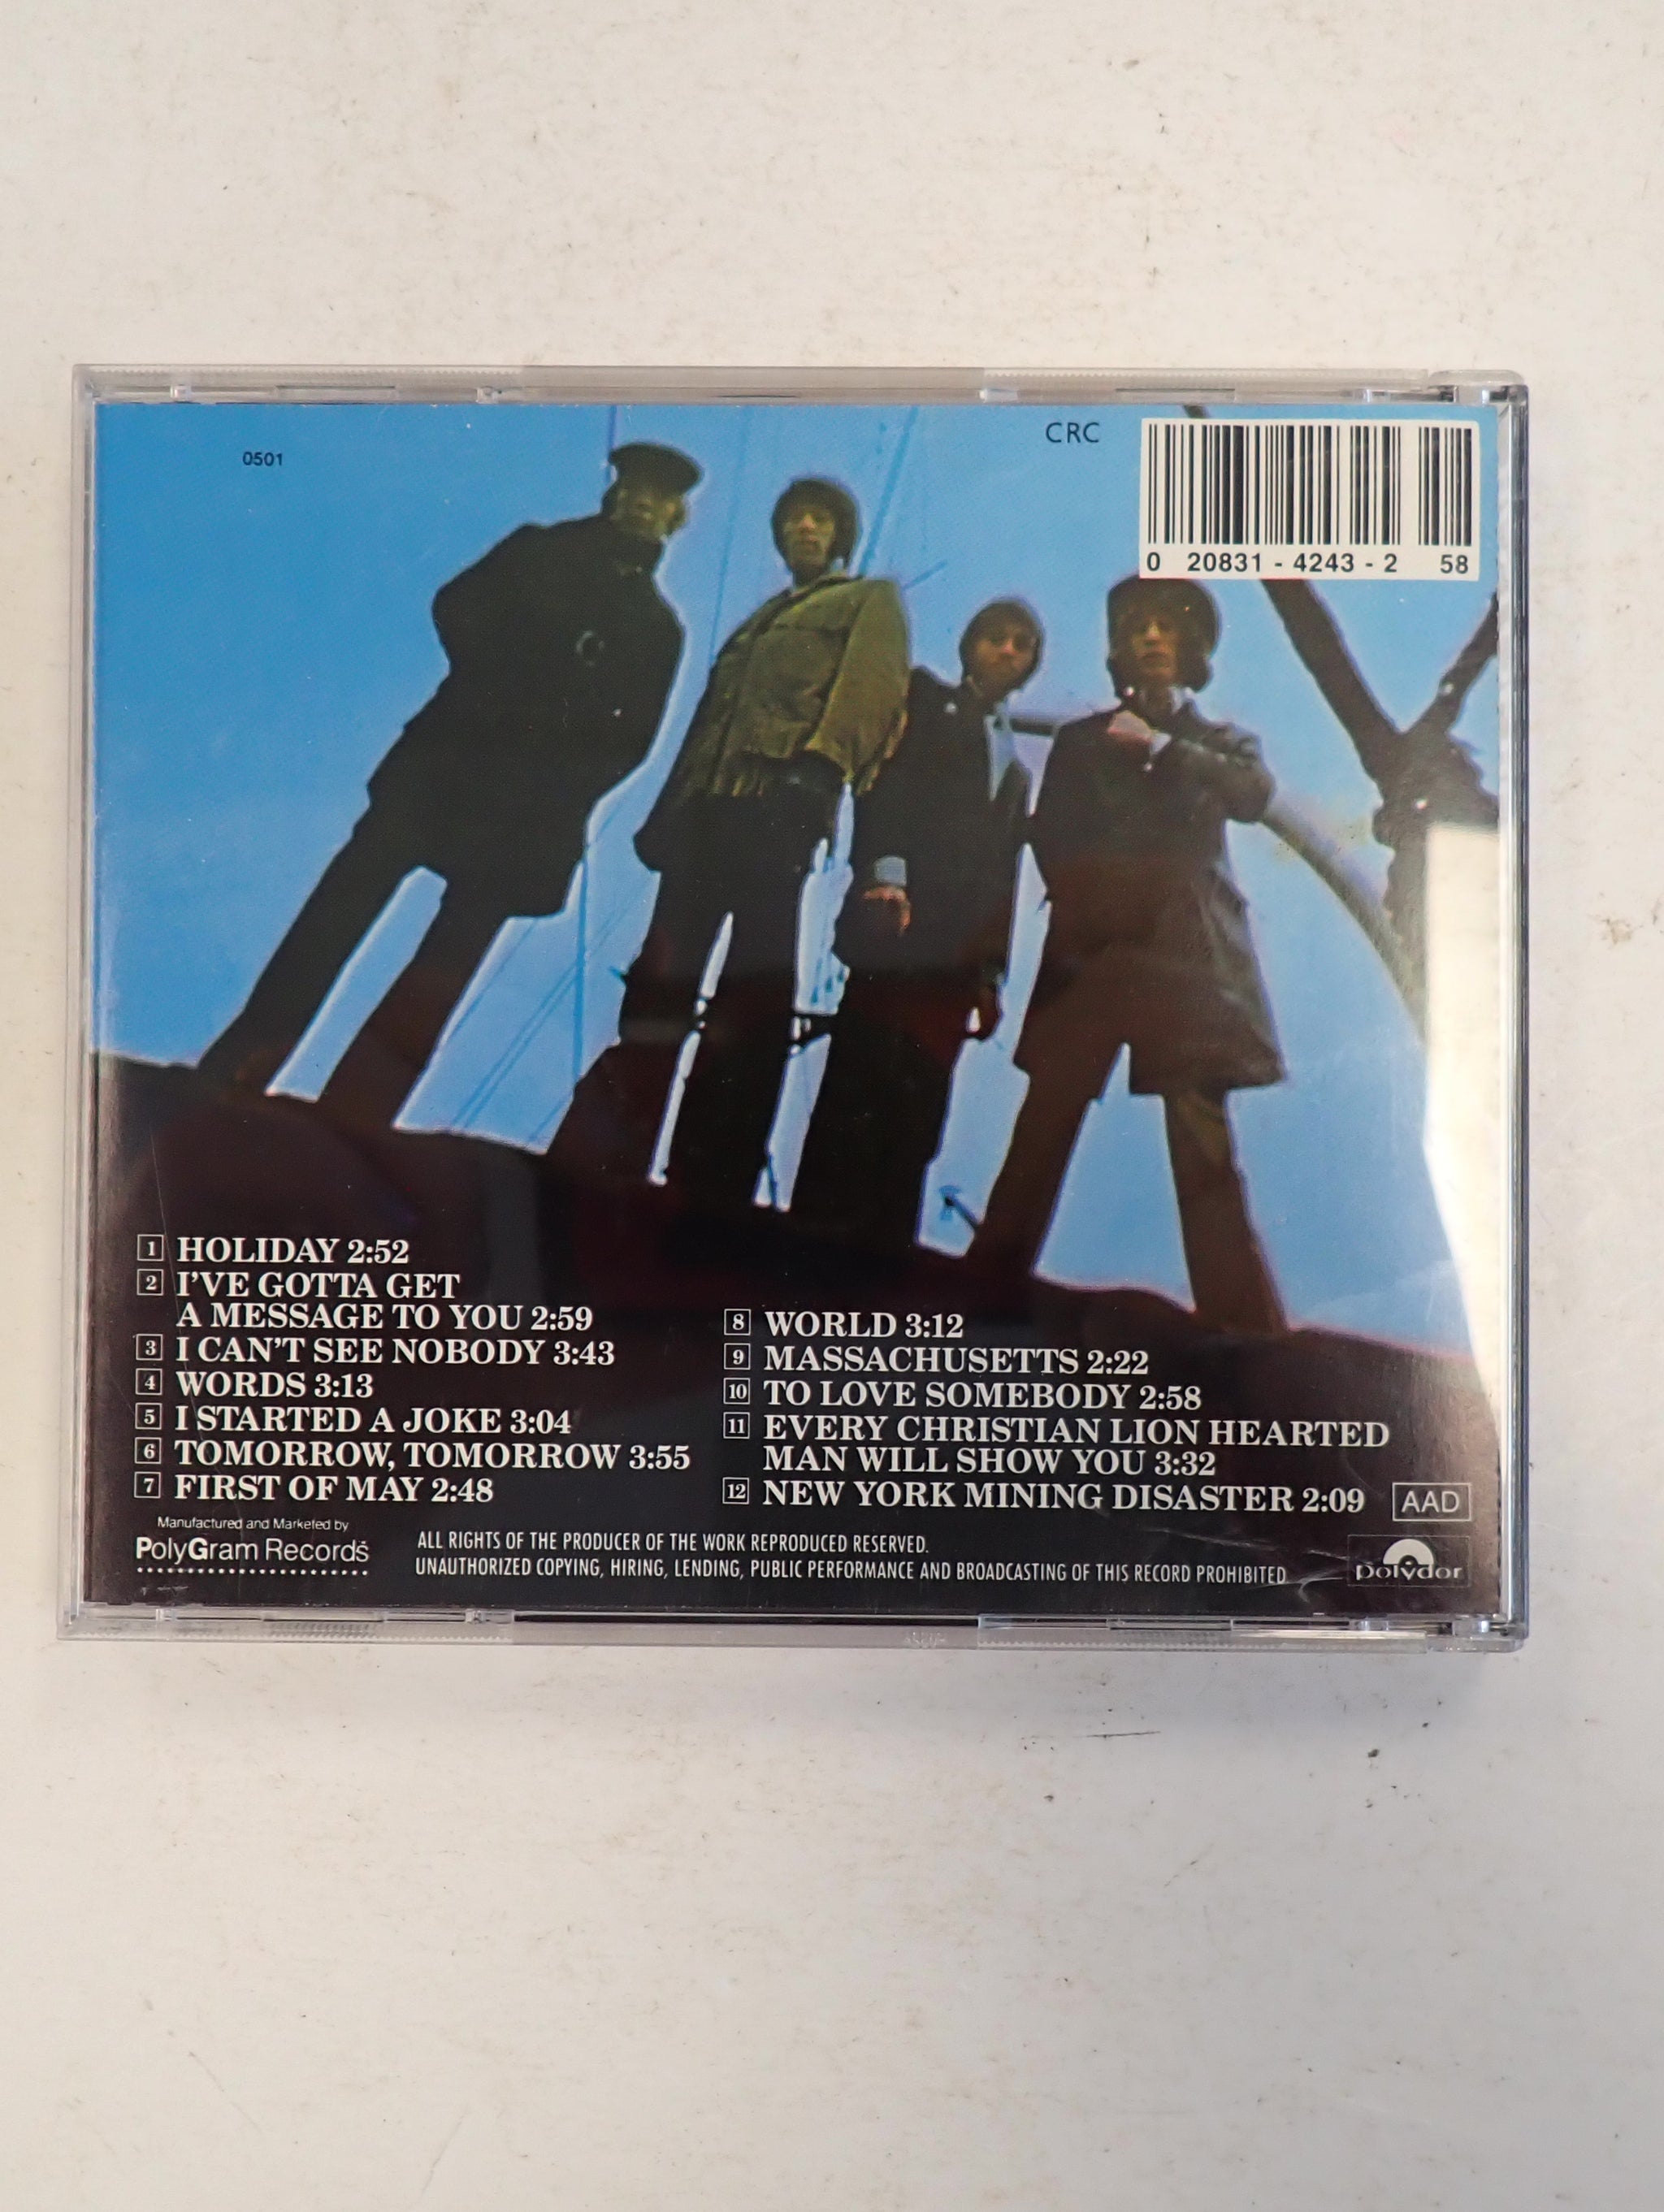 0501
CRC
0 20831 - 4243 - 2 58
1 HOLIDAY 2:52
2 I'VE GOTTA GET
A MESSAGE TO YOU 2:59
3 I CAN'T SEE NOBODY 3:43
4 WORDS 3:13
5 I STARTED A JOKE 3:04
6 TOMORROW, TOMORROW 3:55
7 FIRST OF MAY 2:48
8 WORLD 3:12
9 MASSACHUSETTS 2:22
10 TO LOVE SOMEBODY 2:58
11 EVERY CHRISTIAN LION HEARTED
MAN WILL SHOW YOU 3:32
12 NEW YORK MINING DISASTER 2:09
AAD
Manufactured and Marketed by
PolyGram Records
ALL RIGHTS OF THE PRODUCER OF THE WORK REPRODUCED RESERVED.
UNAUTHORIZED COPYING, HIRING, LENDING, PUBLIC PERFORMANCE AND BROADCASTING OF THIS RECORD PROHIBITED
polydor